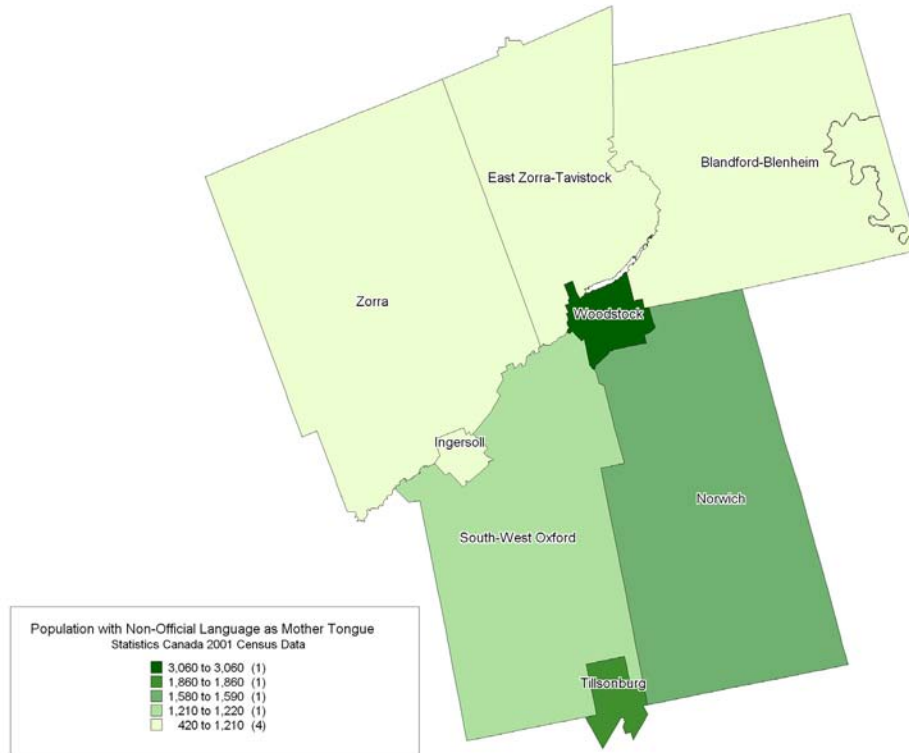 East Zorra-Tavistock
Blandford-Blenheim
Zorra
Woodstock
Ingersoll
Norwich
South-West Oxford
Tillsonburg
Population with Non-Official Language as Mother Tongue
Statistics Canada 2001 Census Data
3,060 to 3,060 (1)
1,860 to 1,860 (1)
1,580 to 1,590 (1)
1,210 to 1,220 (1)
420 to 1,210 (4)